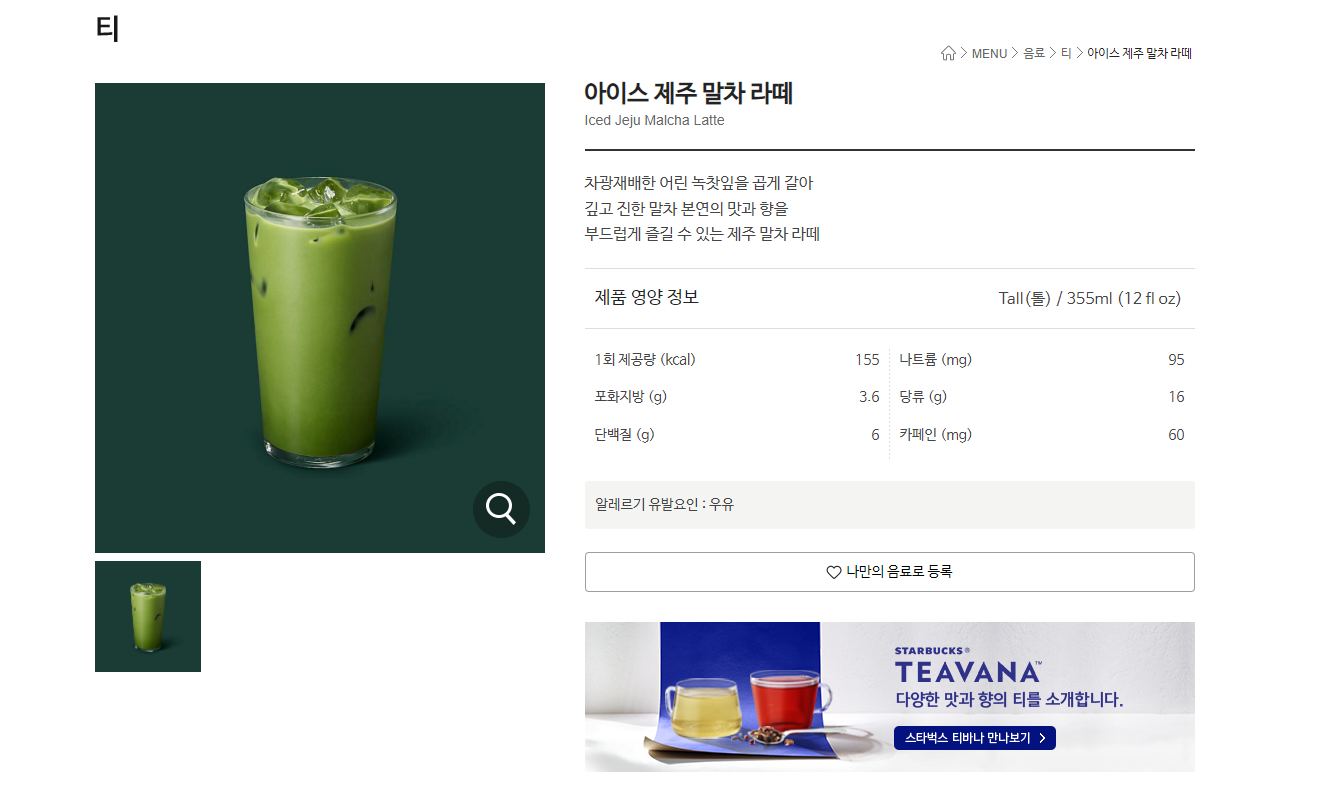 티
MENU 음료 티 아이스 제주 말차 라떼
아이스 제주 말차 라떼
Iced Jeju Malcha Latte
차광재배한 어린 녹찻잎을 곱게 갈아
깊고 진한 말차 본연의 맛과 향을
부드럽게 즐길 수 있는 제주 말차 라떼
제품 영양 정보 Tall(톨) / 355ml (12 fl oz)
1회 제공량 (kcal) 155 나트륨 (mg) 95
포화지방 (g) 3.6 당류 (g) 16
단백질 (g) 6 카페인 (mg) 60
알레르기 유발요인 : 우유
나만의 음료로 등록
STARBUCKS®
TEAVANA™
다양한 맛과 향의 티를 소개합니다.
스타벅스 티바나 만나보기 >